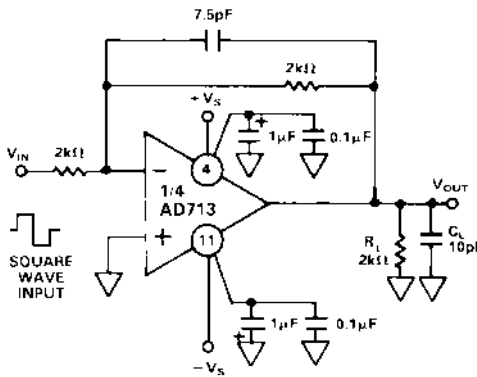 7.5pF
2kΩ
+VS
+
1µF
0.1µF
4
VIN
2kΩ
−
1/4
AD713
+
11
SQUARE
WAVE
INPUT
VOUT
RL
2kΩ
CL
10pF
1µF
0.1µF
+
−VS